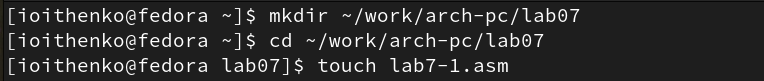 [ioithenko@fedora ~]$ mkdir ~/work/arch-pc/lab07
[ioithenko@fedora ~]$ cd ~/work/arch-pc/lab07
[ioithenko@fedora lab07]$ touch lab7-1.asm